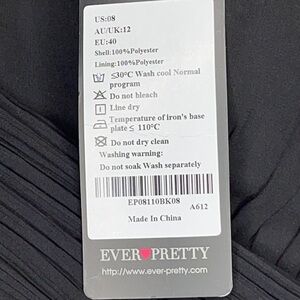 US:08
AU/UK:12
EU:40
Shell:100%Polyester
Lining:100%Polyester
≤30°C Wash cool Normal
program
Do not bleach
Line dry
Temperature of iron's base
plate≤ 110°C
Do not dry clean
Washing warning:
Do not soak Wash separately
EP08110BK08
A612
Made In China
EVER PRETTY
http://www.ever-pretty.com